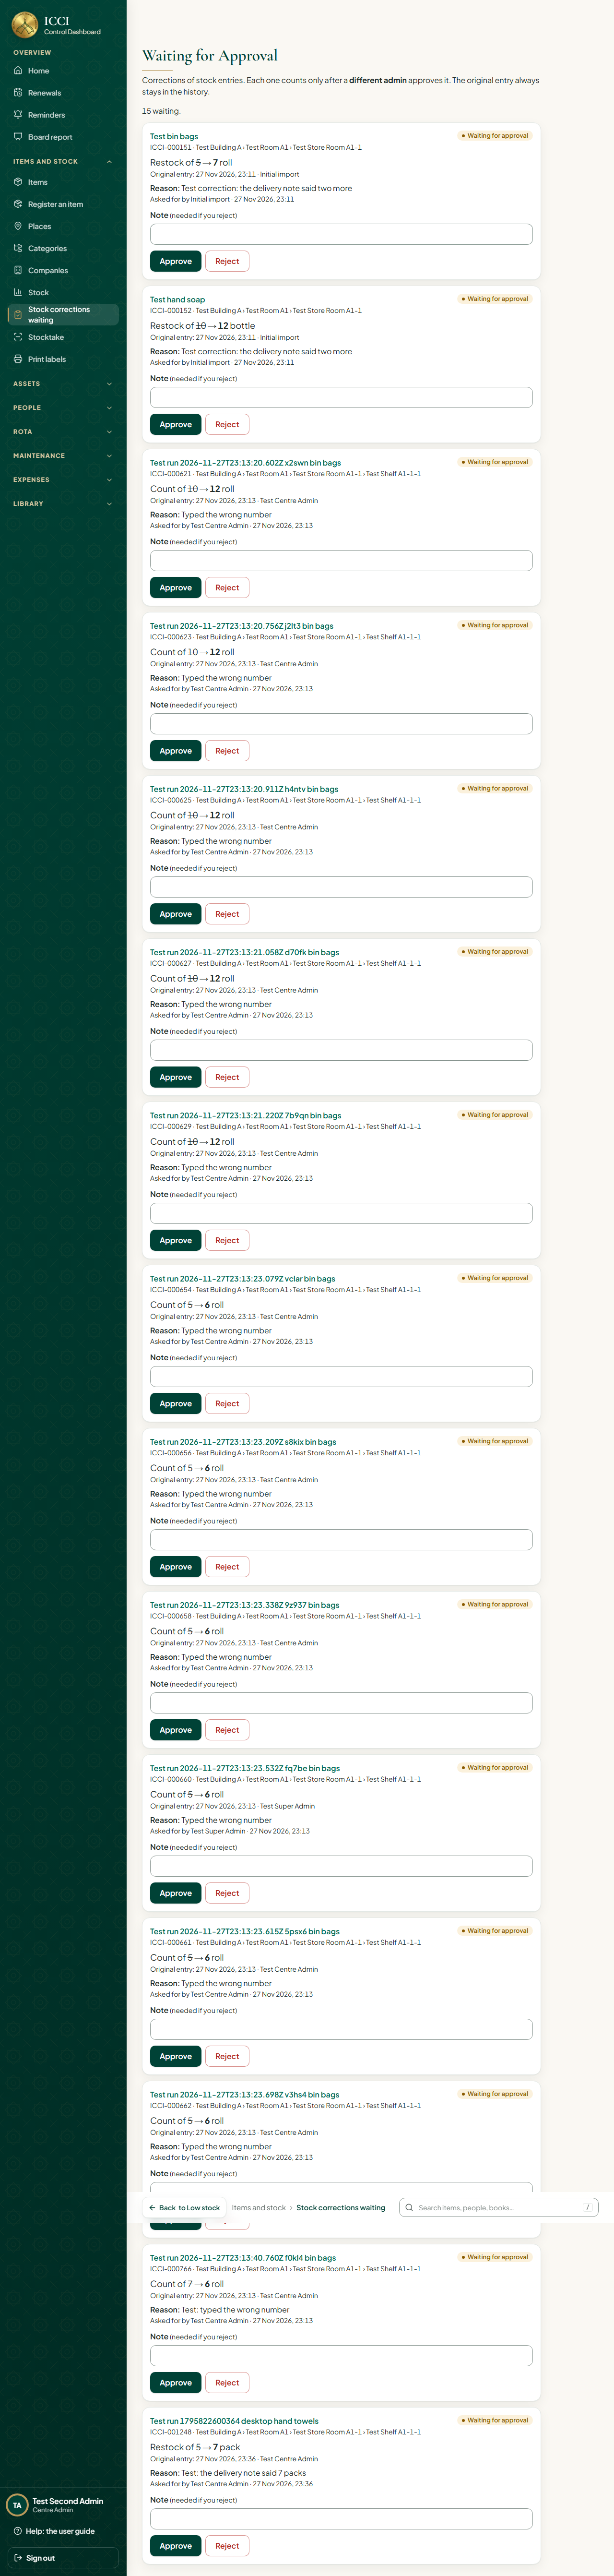 ICCI
Control Dashboard
OVERVIEW
Home
Renewals
Reminders
Board report
ITEMS AND STOCK
Items
Register an item
Places
Categories
Companies
Stock
Stock corrections
waiting
Stocktake
Print labels
ASSETS
PEOPLE
ROTA
MAINTENANCE
EXPENSES
LIBRARY
TA
Test Second Admin
Centre Admin
Help: the user guide
Sign out
Waiting for Approval
Corrections of stock entries. Each one counts only after a different admin approves it. The original entry always
stays in the history.
15 waiting.
Test bin bags
Waiting for approval
ICCI-000151 · Test Building A › Test Room A1 › Test Store Room A1-1
Restock of 5 → 7 roll
Original entry: 27 Nov 2026, 23:11 · Initial import
Reason: Test correction: the delivery note said two more
Asked for by Initial import · 27 Nov 2026, 23:11
Note (needed if you reject)
Approve Reject
Test hand soap
Waiting for approval
ICCI-000152 · Test Building A › Test Room A1 › Test Store Room A1-1
Restock of 10 → 12 bottle
Original entry: 27 Nov 2026, 23:11 · Initial import
Reason: Test correction: the delivery note said two more
Asked for by Initial import · 27 Nov 2026, 23:11
Note (needed if you reject)
Approve Reject
Test run 2026-11-27T23:13:20.602Z x2swn bin bags
Waiting for approval
ICCI-000621 · Test Building A › Test Room A1 › Test Store Room A1-1 › Test Shelf A1-1-1
Count of 10 → 12 roll
Original entry: 27 Nov 2026, 23:13 · Test Centre Admin
Reason: Typed the wrong number
Asked for by Test Centre Admin · 27 Nov 2026, 23:13
Note (needed if you reject)
Approve Reject
Test run 2026-11-27T23:13:20.756Z j2lt3 bin bags
Waiting for approval
ICCI-000623 · Test Building A › Test Room A1 › Test Store Room A1-1 › Test Shelf A1-1-1
Count of 10 → 12 roll
Original entry: 27 Nov 2026, 23:13 · Test Centre Admin
Reason: Typed the wrong number
Asked for by Test Centre Admin · 27 Nov 2026, 23:13
Note (needed if you reject)
Approve Reject
Test run 2026-11-27T23:13:20.911Z h4ntv bin bags
Waiting for approval
ICCI-000625 · Test Building A › Test Room A1 › Test Store Room A1-1 › Test Shelf A1-1-1
Count of 10 → 12 roll
Original entry: 27 Nov 2026, 23:13 · Test Centre Admin
Reason: Typed the wrong number
Asked for by Test Centre Admin · 27 Nov 2026, 23:13
Note (needed if you reject)
Approve Reject
Test run 2026-11-27T23:13:21.058Z d70fk bin bags
Waiting for approval
ICCI-000627 · Test Building A › Test Room A1 › Test Store Room A1-1 › Test Shelf A1-1-1
Count of 10 → 12 roll
Original entry: 27 Nov 2026, 23:13 · Test Centre Admin
Reason: Typed the wrong number
Asked for by Test Centre Admin · 27 Nov 2026, 23:13
Note (needed if you reject)
Approve Reject
Test run 2026-11-27T23:13:21.220Z 7b9qn bin bags
Waiting for approval
ICCI-000629 · Test Building A › Test Room A1 › Test Store Room A1-1 › Test Shelf A1-1-1
Count of 10 → 12 roll
Original entry: 27 Nov 2026, 23:13 · Test Centre Admin
Reason: Typed the wrong number
Asked for by Test Centre Admin · 27 Nov 2026, 23:13
Note (needed if you reject)
Approve Reject
Test run 2026-11-27T23:13:23.079Z vclar bin bags
Waiting for approval
ICCI-000654 · Test Building A › Test Room A1 › Test Store Room A1-1 › Test Shelf A1-1-1
Count of 5 → 6 roll
Original entry: 27 Nov 2026, 23:13 · Test Centre Admin
Reason: Typed the wrong number
Asked for by Test Centre Admin · 27 Nov 2026, 23:13
Note (needed if you reject)
Approve Reject
Test run 2026-11-27T23:13:23.209Z s8kix bin bags
Waiting for approval
ICCI-000656 · Test Building A › Test Room A1 › Test Store Room A1-1 › Test Shelf A1-1-1
Count of 5 → 6 roll
Original entry: 27 Nov 2026, 23:13 · Test Centre Admin
Reason: Typed the wrong number
Asked for by Test Centre Admin · 27 Nov 2026, 23:13
Note (needed if you reject)
Approve Reject
Test run 2026-11-27T23:13:23.338Z 9z937 bin bags
Waiting for approval
ICCI-000658 · Test Building A › Test Room A1 › Test Store Room A1-1 › Test Shelf A1-1-1
Count of 5 → 6 roll
Original entry: 27 Nov 2026, 23:13 · Test Centre Admin
Reason: Typed the wrong number
Asked for by Test Centre Admin · 27 Nov 2026, 23:13
Note (needed if you reject)
Approve Reject
Test run 2026-11-27T23:13:23.532Z fq7be bin bags
Waiting for approval
ICCI-000660 · Test Building A › Test Room A1 › Test Store Room A1-1 › Test Shelf A1-1-1
Count of 5 → 6 roll
Original entry: 27 Nov 2026, 23:13 · Test Super Admin
Reason: Typed the wrong number
Asked for by Test Super Admin · 27 Nov 2026, 23:13
Note (needed if you reject)
Approve Reject
Test run 2026-11-27T23:13:23.615Z 5psx6 bin bags
Waiting for approval
ICCI-000661 · Test Building A › Test Room A1 › Test Store Room A1-1 › Test Shelf A1-1-1
Count of 5 → 6 roll
Original entry: 27 Nov 2026, 23:13 · Test Centre Admin
Reason: Typed the wrong number
Asked for by Test Centre Admin · 27 Nov 2026, 23:13
Note (needed if you reject)
Approve Reject
Test run 2026-11-27T23:13:23.698Z v3hs4 bin bags
Waiting for approval
ICCI-000662 · Test Building A › Test Room A1 › Test Store Room A1-1 › Test Shelf A1-1-1
Count of 5 → 6 roll
Original entry: 27 Nov 2026, 23:13 · Test Centre Admin
Reason: Typed the wrong number
Asked for by Test Centre Admin · 27 Nov 2026, 23:13
Note (needed if you reject)
Back to Low stock Items and stock › Stock corrections waiting Search items, people, books... /
Test run 2026-11-27T23:13:40.760Z f0kl4 bin bags
Waiting for approval
ICCI-000766 · Test Building A › Test Room A1 › Test Store Room A1-1 › Test Shelf A1-1-1
Count of 7 → 6 roll
Original entry: 27 Nov 2026, 23:13 · Test Centre Admin
Reason: Test: typed the wrong number
Asked for by Test Centre Admin · 27 Nov 2026, 23:13
Note (needed if you reject)
Approve Reject
Test run 1795822600364 desktop hand towels
Waiting for approval
ICCI-001248 · Test Building A › Test Room A1 › Test Store Room A1-1 › Test Shelf A1-1-1
Restock of 5 → 7 pack
Original entry: 27 Nov 2026, 23:36 · Test Centre Admin
Reason: Test: the delivery note said 7 packs
Asked for by Test Centre Admin · 27 Nov 2026, 23:36
Note (needed if you reject)
Approve Reject